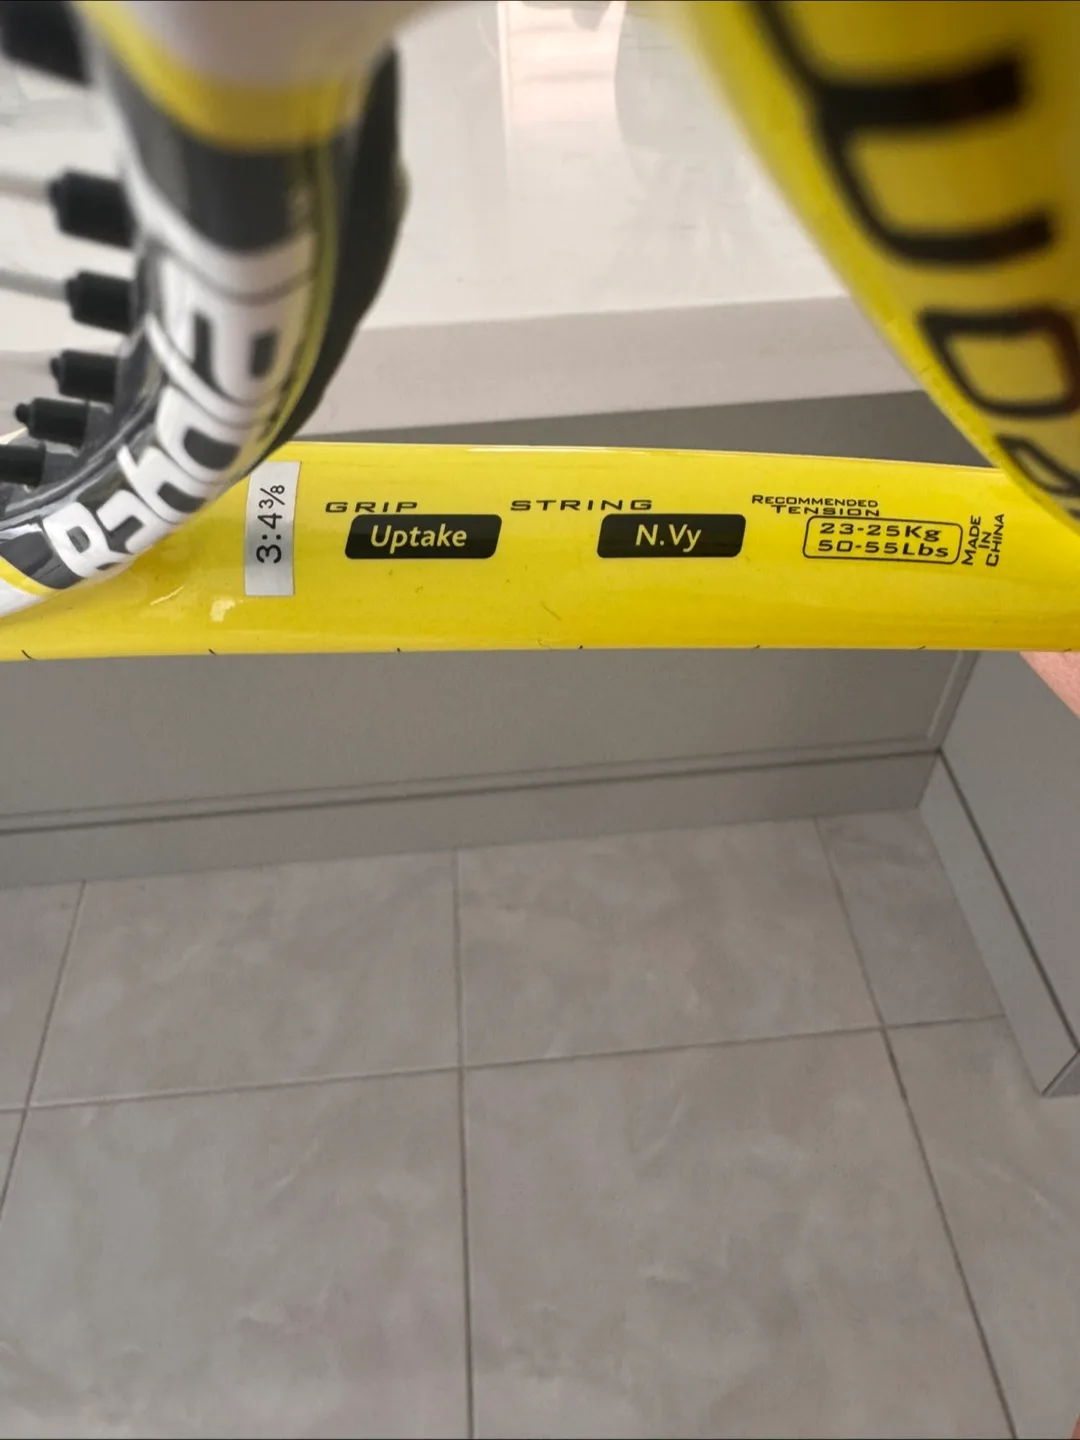 3:4⅜
GRIP
Uptake
STRING
N.Vy
RECOMMENDED
TENSION
23-25Kg
50-55Lbs
MADE
IN
CHINA